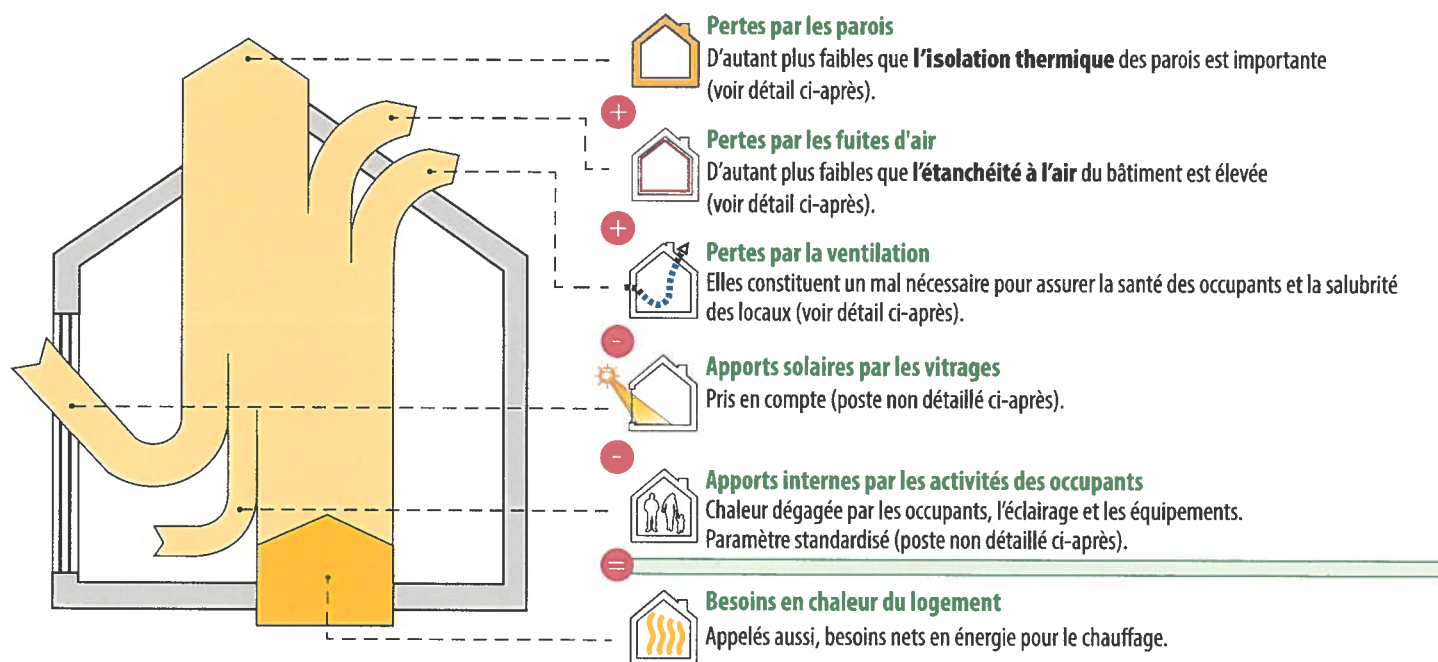 Pertes par les parois
D'autant plus faibles que l'isolation thermique des parois est importante
(voir détail ci-après).
+
Pertes par les fuites d'air
D'autant plus faibles que l'étanchéité à l'air du bâtiment est élevée
(voir détail ci-après).
+
Pertes par la ventilation
Elles constituent un mal nécessaire pour assurer la santé des occupants et la salubrité
des locaux (voir détail ci-après).
-
Apports solaires par les vitrages
Pris en compte (poste non détaillé ci-après).
-
Apports internes par les activités des occupants
Chaleur dégagée par les occupants, l'éclairage et les équipements.
Paramètre standardisé (poste non détaillé ci-après).
=
Besoins en chaleur du logement
Appelés aussi, besoins nets en énergie pour le chauffage.